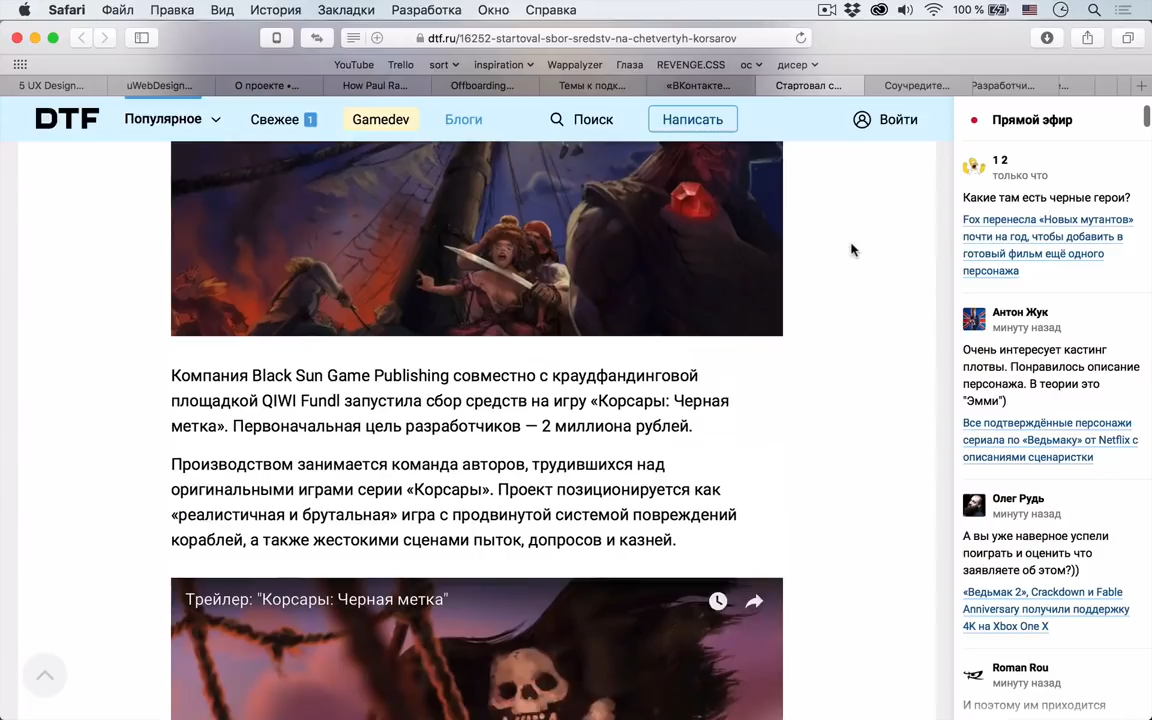 Safari Файл Правка Вид История Закладки Разработка Окно Справка 100 %
dtf.ru/16252-startoval-sbor-sredstv-na-chetvertyh-korsarov
YouTube Trello sort inspiration Wappalyzer Глаза REVENGE.CSS ос дисер
5 UX Design... uWebDesign... О проекте •... How Paul Ra... Offboarding... Темы к подк... «ВКонтакте... Стартовал с... Соучредите... Разработчи...
DTF Популярное Свежее 1 Gamedev Блоги Поиск Написать Войти
Компания Black Sun Game Publishing совместно с краудфандинговой
площадкой QIWI Fundl запустила сбор средств на игру «Корсары: Черная
метка». Первоначальная цель разработчиков — 2 миллиона рублей.
Производством занимается команда авторов, трудившихся над
оригинальными играми серии «Корсары». Проект позиционируется как
«реалистичная и брутальная» игра с продвинутой системой повреждений
кораблей, а также жестокими сценами пыток, допросов и казней.
Трейлер: "Корсары: Черная метка"
Прямой эфир
1 2
только что
Какие там есть черные герои?
Fox перенесла «Новых мутантов»
почти на год, чтобы добавить в
готовый фильм ещё одного
персонажа
Антон Жук
минуту назад
Очень интересует кастинг
плотвы. Понравилось описание
персонажа. В теории это
"Эмми")
Все подтверждённые персонажи
сериала по «Ведьмаку» от Netflix с
описаниями сценаристки
Олег Рудь
минуту назад
А вы уже наверное успели
поиграть и оценить что
заявляете об этом?))
«Ведьмак 2», Crackdown и Fable
Anniversary получили поддержку
4K на Xbox One X
Roman Rou
минуту назад
И поэтому им приходится